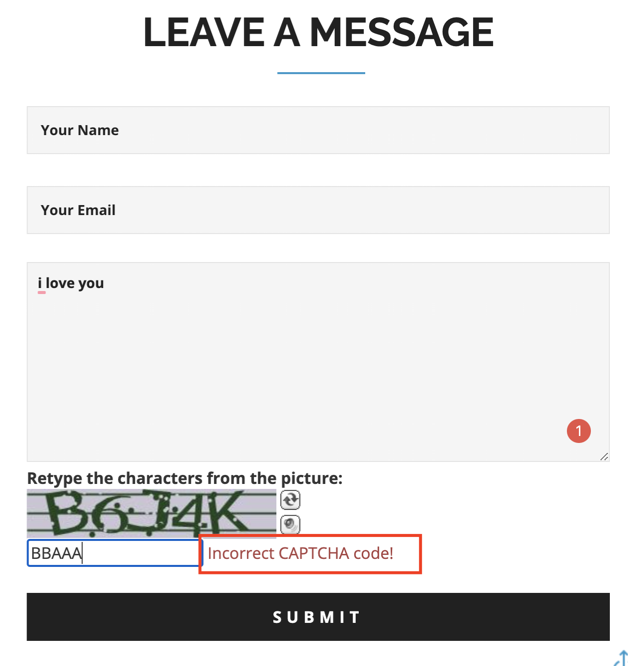 LEAVE A MESSAGE
Your Name
Your Email
i love you
1
Retype the characters from the picture:
B6J4K
BBAAA
Incorrect CAPTCHA code!
SUBMIT